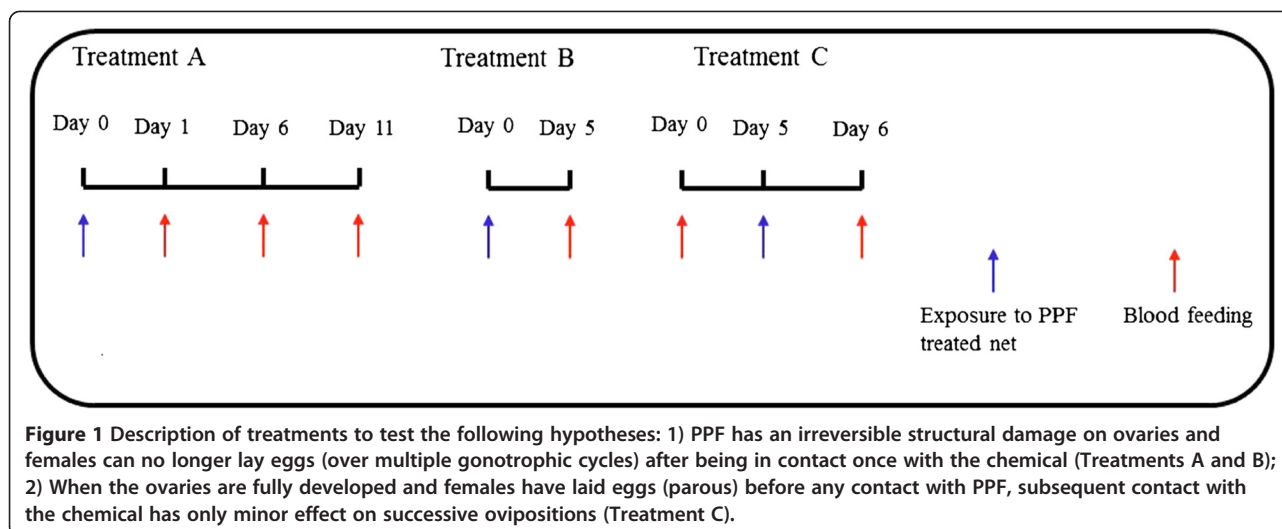 Treatment A Treatment B Treatment C
Day 0 Day 1 Day 6 Day 11 Day 0 Day 5 Day 0 Day 5 Day 6
Exposure to PPF treated net
Blood feeding
Figure 1 Description of treatments to test the following hypotheses: 1) PPF has an irreversible structural damage on ovaries and
females can no longer lay eggs (over multiple gonotrophic cycles) after being in contact once with the chemical (Treatments A and B);
2) When the ovaries are fully developed and females have laid eggs (parous) before any contact with PPF, subsequent contact with
the chemical has only minor effect on successive ovipositions (Treatment C).